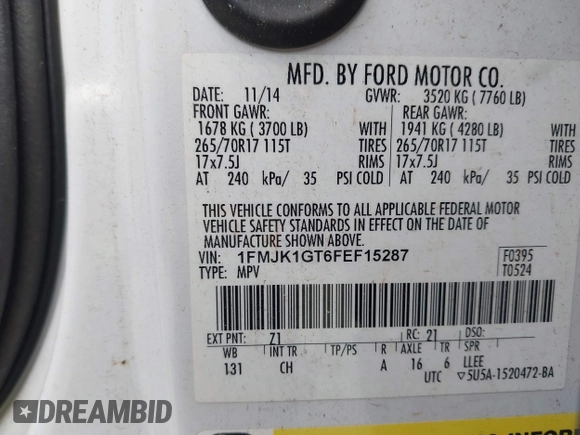 MFD. BY FORD MOTOR CO.
DATE: 11/14 GVWR: 3520 KG ( 7760 LB)
FRONT GAWR: REAR GAWR:
1678 KG ( 3700 LB) WITH 1941 KG ( 4280 LB) WITH
265/70R17 115T TIRES 265/70R17 115T TIRES
17x7.5J RIMS 17x7.5J RIMS
AT 240 kPa/ 35 PSI COLD AT 240 kPa/ 35 PSI COLD
THIS VEHICLE CONFORMS TO ALL APPLICABLE FEDERAL MOTOR
VEHICLE SAFETY STANDARDS IN EFFECT ON THE DATE OF
MANUFACTURE SHOWN ABOVE.
VIN: 1FMJK1GT6FEF15287 F0395
TYPE: MPV T0524
EXT PNT: Z1 RC: 21 DSO:
WB INT TR TP/PS R AXLE TR SPR
131 CH A 16 6 LLEE
UTC ▽5U5A-1520472-BA
DREAMBID